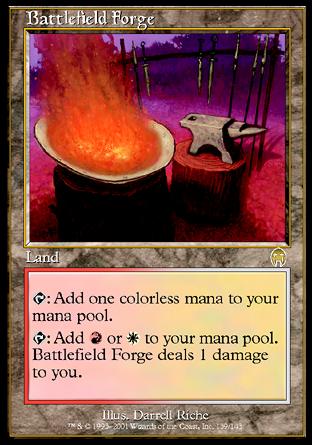 Battlefield Forge
Land
: Add one colorless mana to your
mana pool.
: Add or to your mana pool.
Battlefield Forge deals 1 damage
to you.
Illus. Darrell Riche
™ & © 1993–2001 Wizards of the Coast, Inc. 139/143